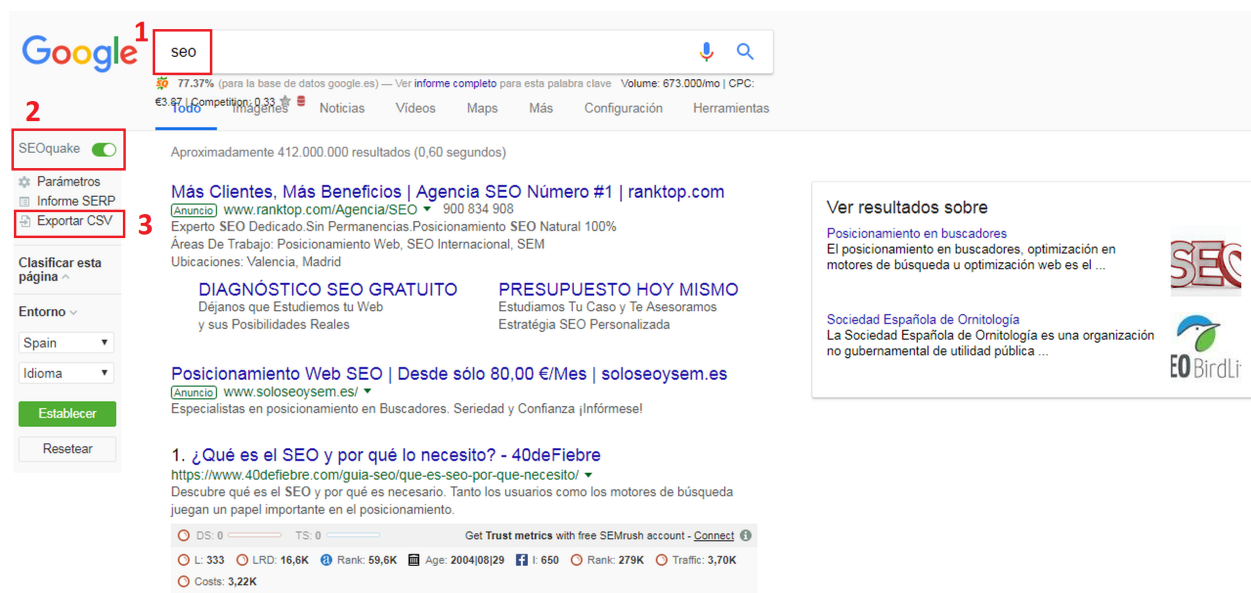 Google
1
seo
77.37% (para la base de datos google.es) — Ver informe completo para esta palabra clave Volume: 673.000/mo | CPC:
€3.87 | Competition: 0.33
Todo Imágenes Noticias Vídeos Maps Más Configuración Herramientas
2
SEOquake
Parámetros
Informe SERP
Exportar CSV
3
Clasificar esta
página
Entorno
Spain
Idioma
Establecer
Resetear
Aproximadamente 412.000.000 resultados (0,60 segundos)
Más Clientes, Más Beneficios | Agencia SEO Número #1 | ranktop.com
Anuncio www.ranktop.com/Agencia/SEO 900 834 908
Experto SEO Dedicado.Sin Permanencias.Posicionamiento SEO Natural 100%
Áreas De Trabajo: Posicionamiento Web, SEO Internacional, SEM
Ubicaciones: Valencia, Madrid
DIAGNÓSTICO SEO GRATUITO
Déjanos que Estudiemos tu Web
y sus Posibilidades Reales
PRESUPUESTO HOY MISMO
Estudiamos Tu Caso y Te Asesoramos
Estratégia SEO Personalizada
Posicionamiento Web SEO | Desde sólo 80,00 €/Mes | soloseoysem.es
Anuncio www.soloseoysem.es/
Especialistas en posicionamiento en Buscadores. Seriedad y Confianza ¡Infórmese!
1. ¿Qué es el SEO y por qué lo necesito? - 40deFiebre
https://www.40defiebre.com/guia-seo/que-es-seo-por-que-necesito/
Descubre qué es el SEO y por qué es necesario. Tanto los usuarios como los motores de búsqueda
juegan un papel importante en el posicionamiento.
DS: 0 TS: 0 Get Trust metrics with free SEMrush account - Connect
L: 333 LRD: 16,6K Rank: 59,6K Age: 2004|08|29 I: 650 Rank: 279K Traffic: 3,70K
Costs: 3,22K
Ver resultados sobre
Posicionamiento en buscadores
El posicionamiento en buscadores, optimización en
motores de búsqueda u optimización web es el ...
SEO
Sociedad Española de Ornitología
La Sociedad Española de Ornitología es una organización
no gubernamental de utilidad pública ...
EO BirdLi